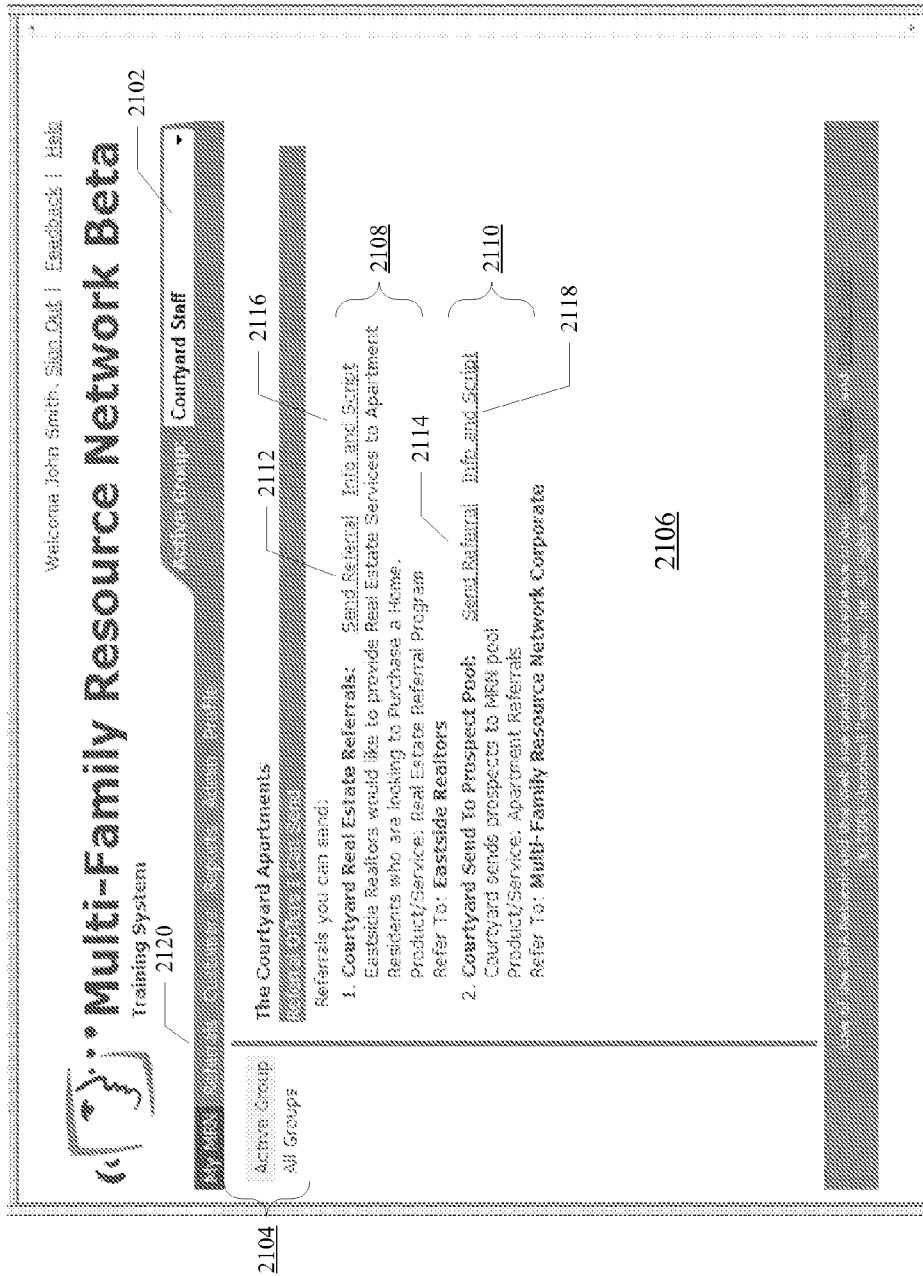 Welcome John Smith. Sign Out | Feedback | Help
Multi-Family Resource Network Beta
Training System
2120
2102
Active Group:
Courtyard Staff
My MRN
2104
Active Group
All Groups
The Courtyard Apartments
2112
2116
Referrals you can send:
1. Courtyard Real Estate Referrals: Send Referral Info and Script
Eastside Realtors would like to provide Real Estate Services to Apartment
Residents who are looking to Purchase a Home.
Product/Service: Real Estate Referral Program
Refer To: Eastside Realtors
2108
2114
2. Courtyard Send To Prospect Pool: Send Referral Info and Script
Courtyard sends prospects to MRN pool
Product/Service: Apartment Referrals
Refer To: Multi-Family Resource Network Corporate
2110
2118
2106